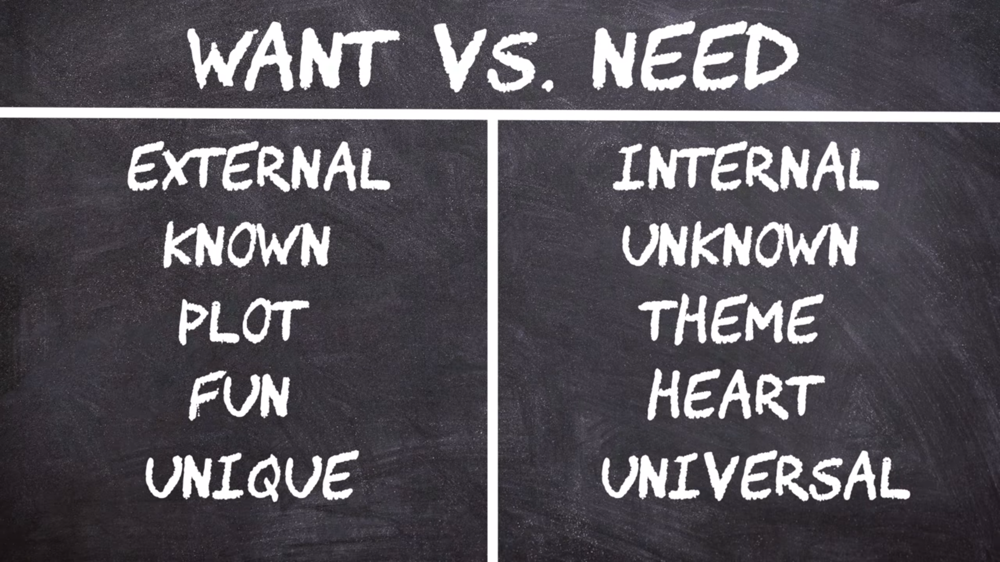 WANT VS. NEED
EXTERNAL
KNOWN
PLOT
FUN
UNIQUE
INTERNAL
UNKNOWN
THEME
HEART
UNIVERSAL